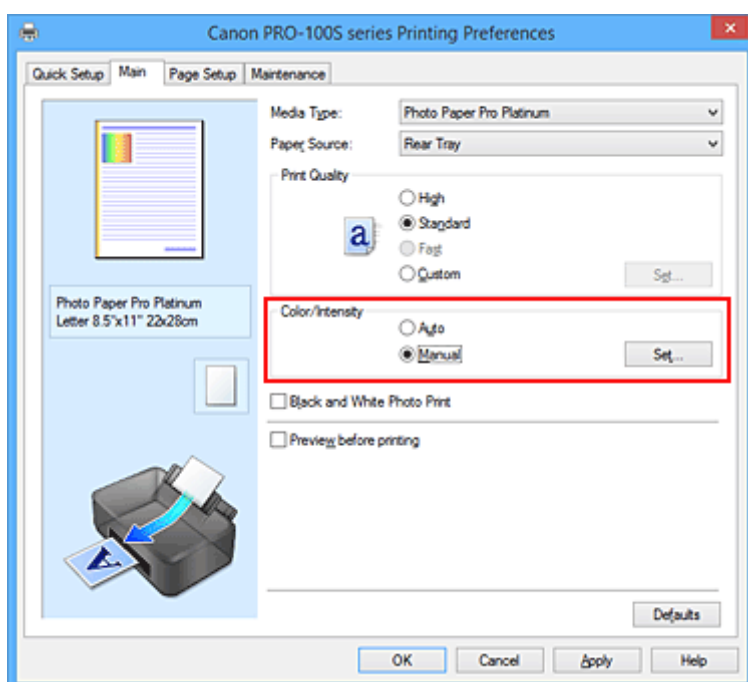 Canon PRO-100S series Printing Preferences
Quick Setup Main Page Setup Maintenance
Media Type: Photo Paper Pro Platinum
Paper Source: Rear Tray
Print Quality
High
Standard
Fast
Custom Set...
a
Photo Paper Pro Platinum
Letter 8.5"x11" 22x28cm
Color/Intensity
Auto
Manual Set...
Black and White Photo Print
Preview before printing
A
Defaults
OK Cancel Apply Help